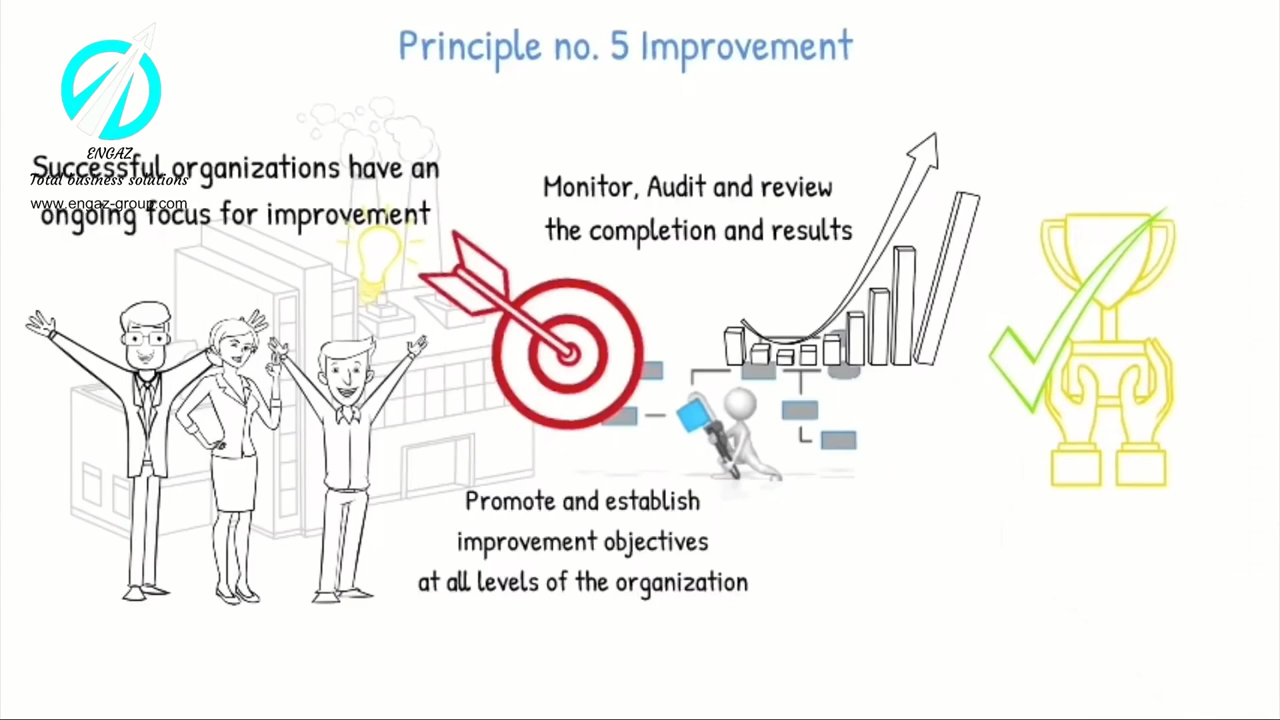 Principle no. 5 Improvement
ENGAZ
Total business solutions
www.engaz-group.com
Successful organizations have an
ongoing focus for improvement
Monitor, Audit and review
the completion and results
Promote and establish
improvement objectives
at all levels of the organization